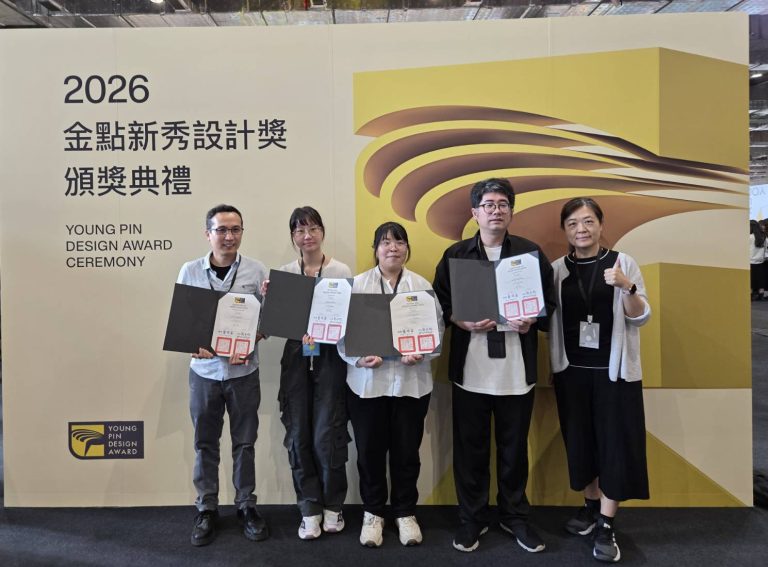 2026
金點新秀設計獎
頒獎典禮
YOUNG PIN
DESIGN AWARD
CEREMONY
YOUNG
PIN
DESIGN
AWARD